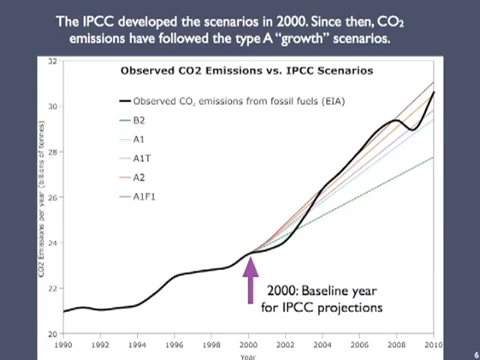 The IPCC developed the scenarios in 2000. Since then, CO₂
emissions have followed the type A “growth” scenarios.
Observed CO2 Emissions vs. IPCC Scenarios
CO2 Emissions per year (billions of tonnes)
32
30
28
26
24
22
20
Observed CO₂ emissions from fossil fuels (EIA)
B2
A1
A1T
A2
A1F1
2000: Baseline year
for IPCC projections
1990 1992 1994 1996 1998 2000 2002 2004 2006 2008 2010
Year
6